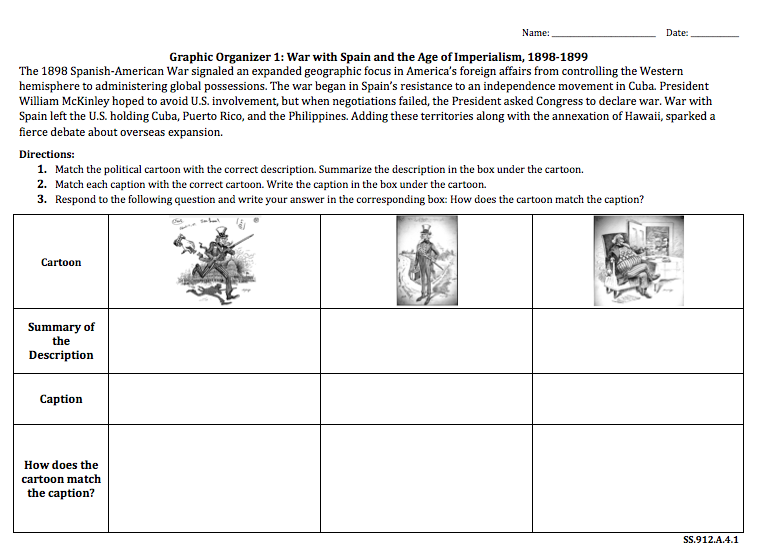 Name: ______________________ Date: __________
Graphic Organizer 1: War with Spain and the Age of Imperialism, 1898-1899
The 1898 Spanish-American War signaled an expanded geographic focus in America's foreign affairs from controlling the Western
hemisphere to administering global possessions. The war began in Spain's resistance to an independence movement in Cuba. President
William McKinley hoped to avoid U.S. involvement, but when negotiations failed, the President asked Congress to declare war. War with
Spain left the U.S. holding Cuba, Puerto Rico, and the Philippines. Adding these territories along with the annexation of Hawaii, sparked a
fierce debate about overseas expansion.
Directions:
1. Match the political cartoon with the correct description. Summarize the description in the box under the cartoon.
2. Match each caption with the correct cartoon. Write the caption in the box under the cartoon.
3. Respond to the following question and write your answer in the corresponding box: How does the cartoon match the caption?
Cartoon
Summary of
the
Description
Caption
How does the
cartoon match
the caption?
SS.912.A.4.1